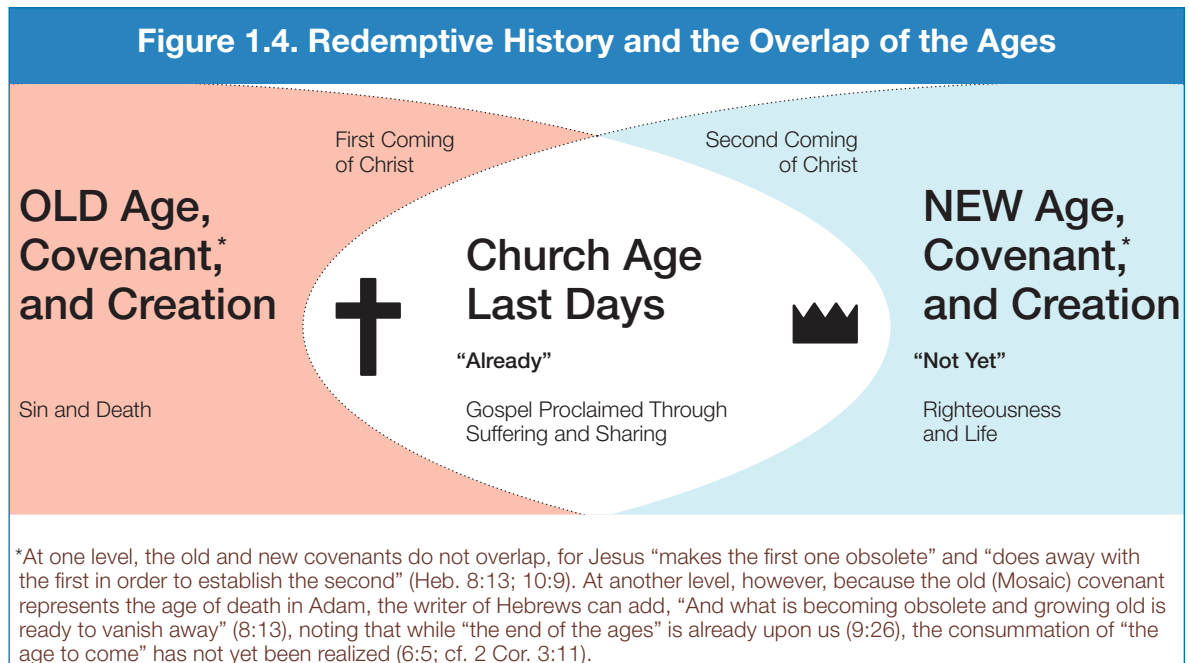 Figure 1.4. Redemptive History and the Overlap of the Ages
First Coming
of Christ
Second Coming
of Christ
OLD Age,
Covenant,*
and Creation
Church Age
Last Days
NEW Age,
Covenant,*
and Creation
“Already”
“Not Yet”
Sin and Death
Gospel Proclaimed Through
Suffering and Sharing
Righteousness
and Life
*At one level, the old and new covenants do not overlap, for Jesus “makes the first one obsolete” and “does away with
the first in order to establish the second” (Heb. 8:13; 10:9). At another level, however, because the old (Mosaic) covenant
represents the age of death in Adam, the writer of Hebrews can add, “And what is becoming obsolete and growing old is
ready to vanish away” (8:13), noting that while “the end of the ages” is already upon us (9:26), the consummation of “the
age to come” has not yet been realized (6:5; cf. 2 Cor. 3:11).